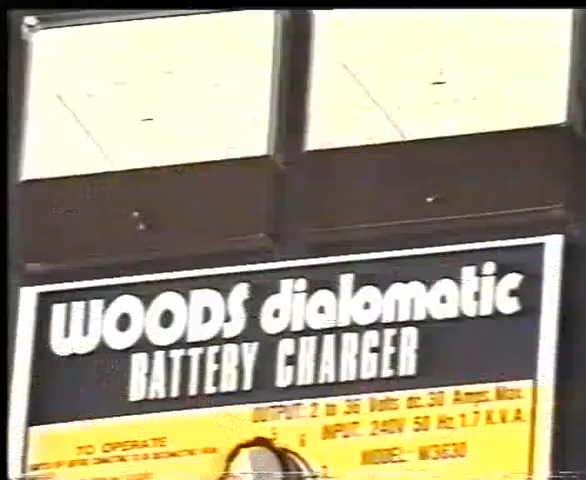 WOODS dialomatic
BATTERY CHARGER
OUTPUT: 2 to 36 Volts dc. 30 Amps. Max.
INPUT: 240V 50 Hz. 1.7 K.V.A.
TO OPERATE
MODEL: W3630